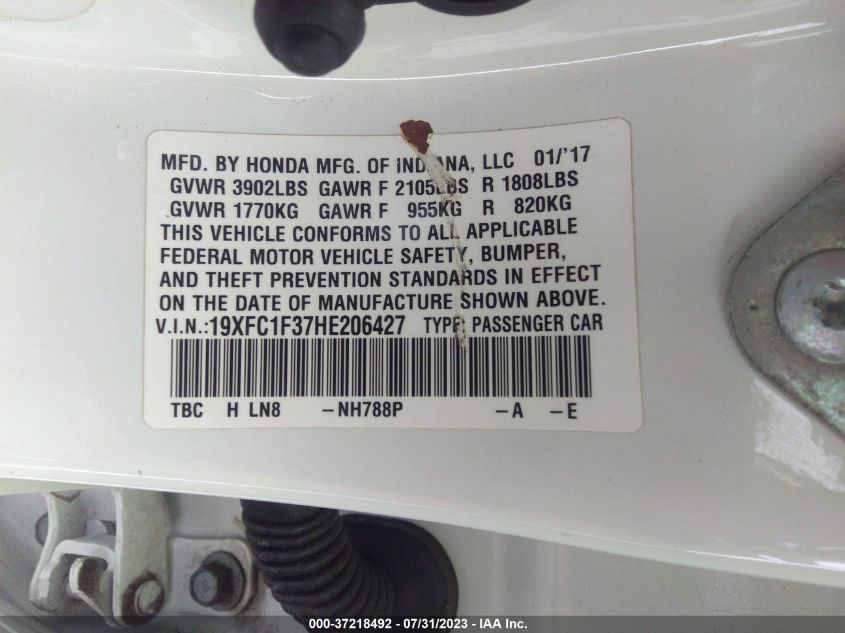 MFD. BY HONDA MFG. OF INDIANA, LLC 01/'17
GVWR 3902LBS GAWR F 2105LBS R 1808LBS
GVWR 1770KG GAWR F 955KG R 820KG
THIS VEHICLE CONFORMS TO ALL APPLICABLE
FEDERAL MOTOR VEHICLE SAFETY, BUMPER,
AND THEFT PREVENTION STANDARDS IN EFFECT
ON THE DATE OF MANUFACTURE SHOWN ABOVE.
V.I.N.:19XFC1F37HE206427 TYPE: PASSENGER CAR
TBC H LN8 -NH788P -A -E
000-37218492 - 07/31/2023 - IAA Inc.